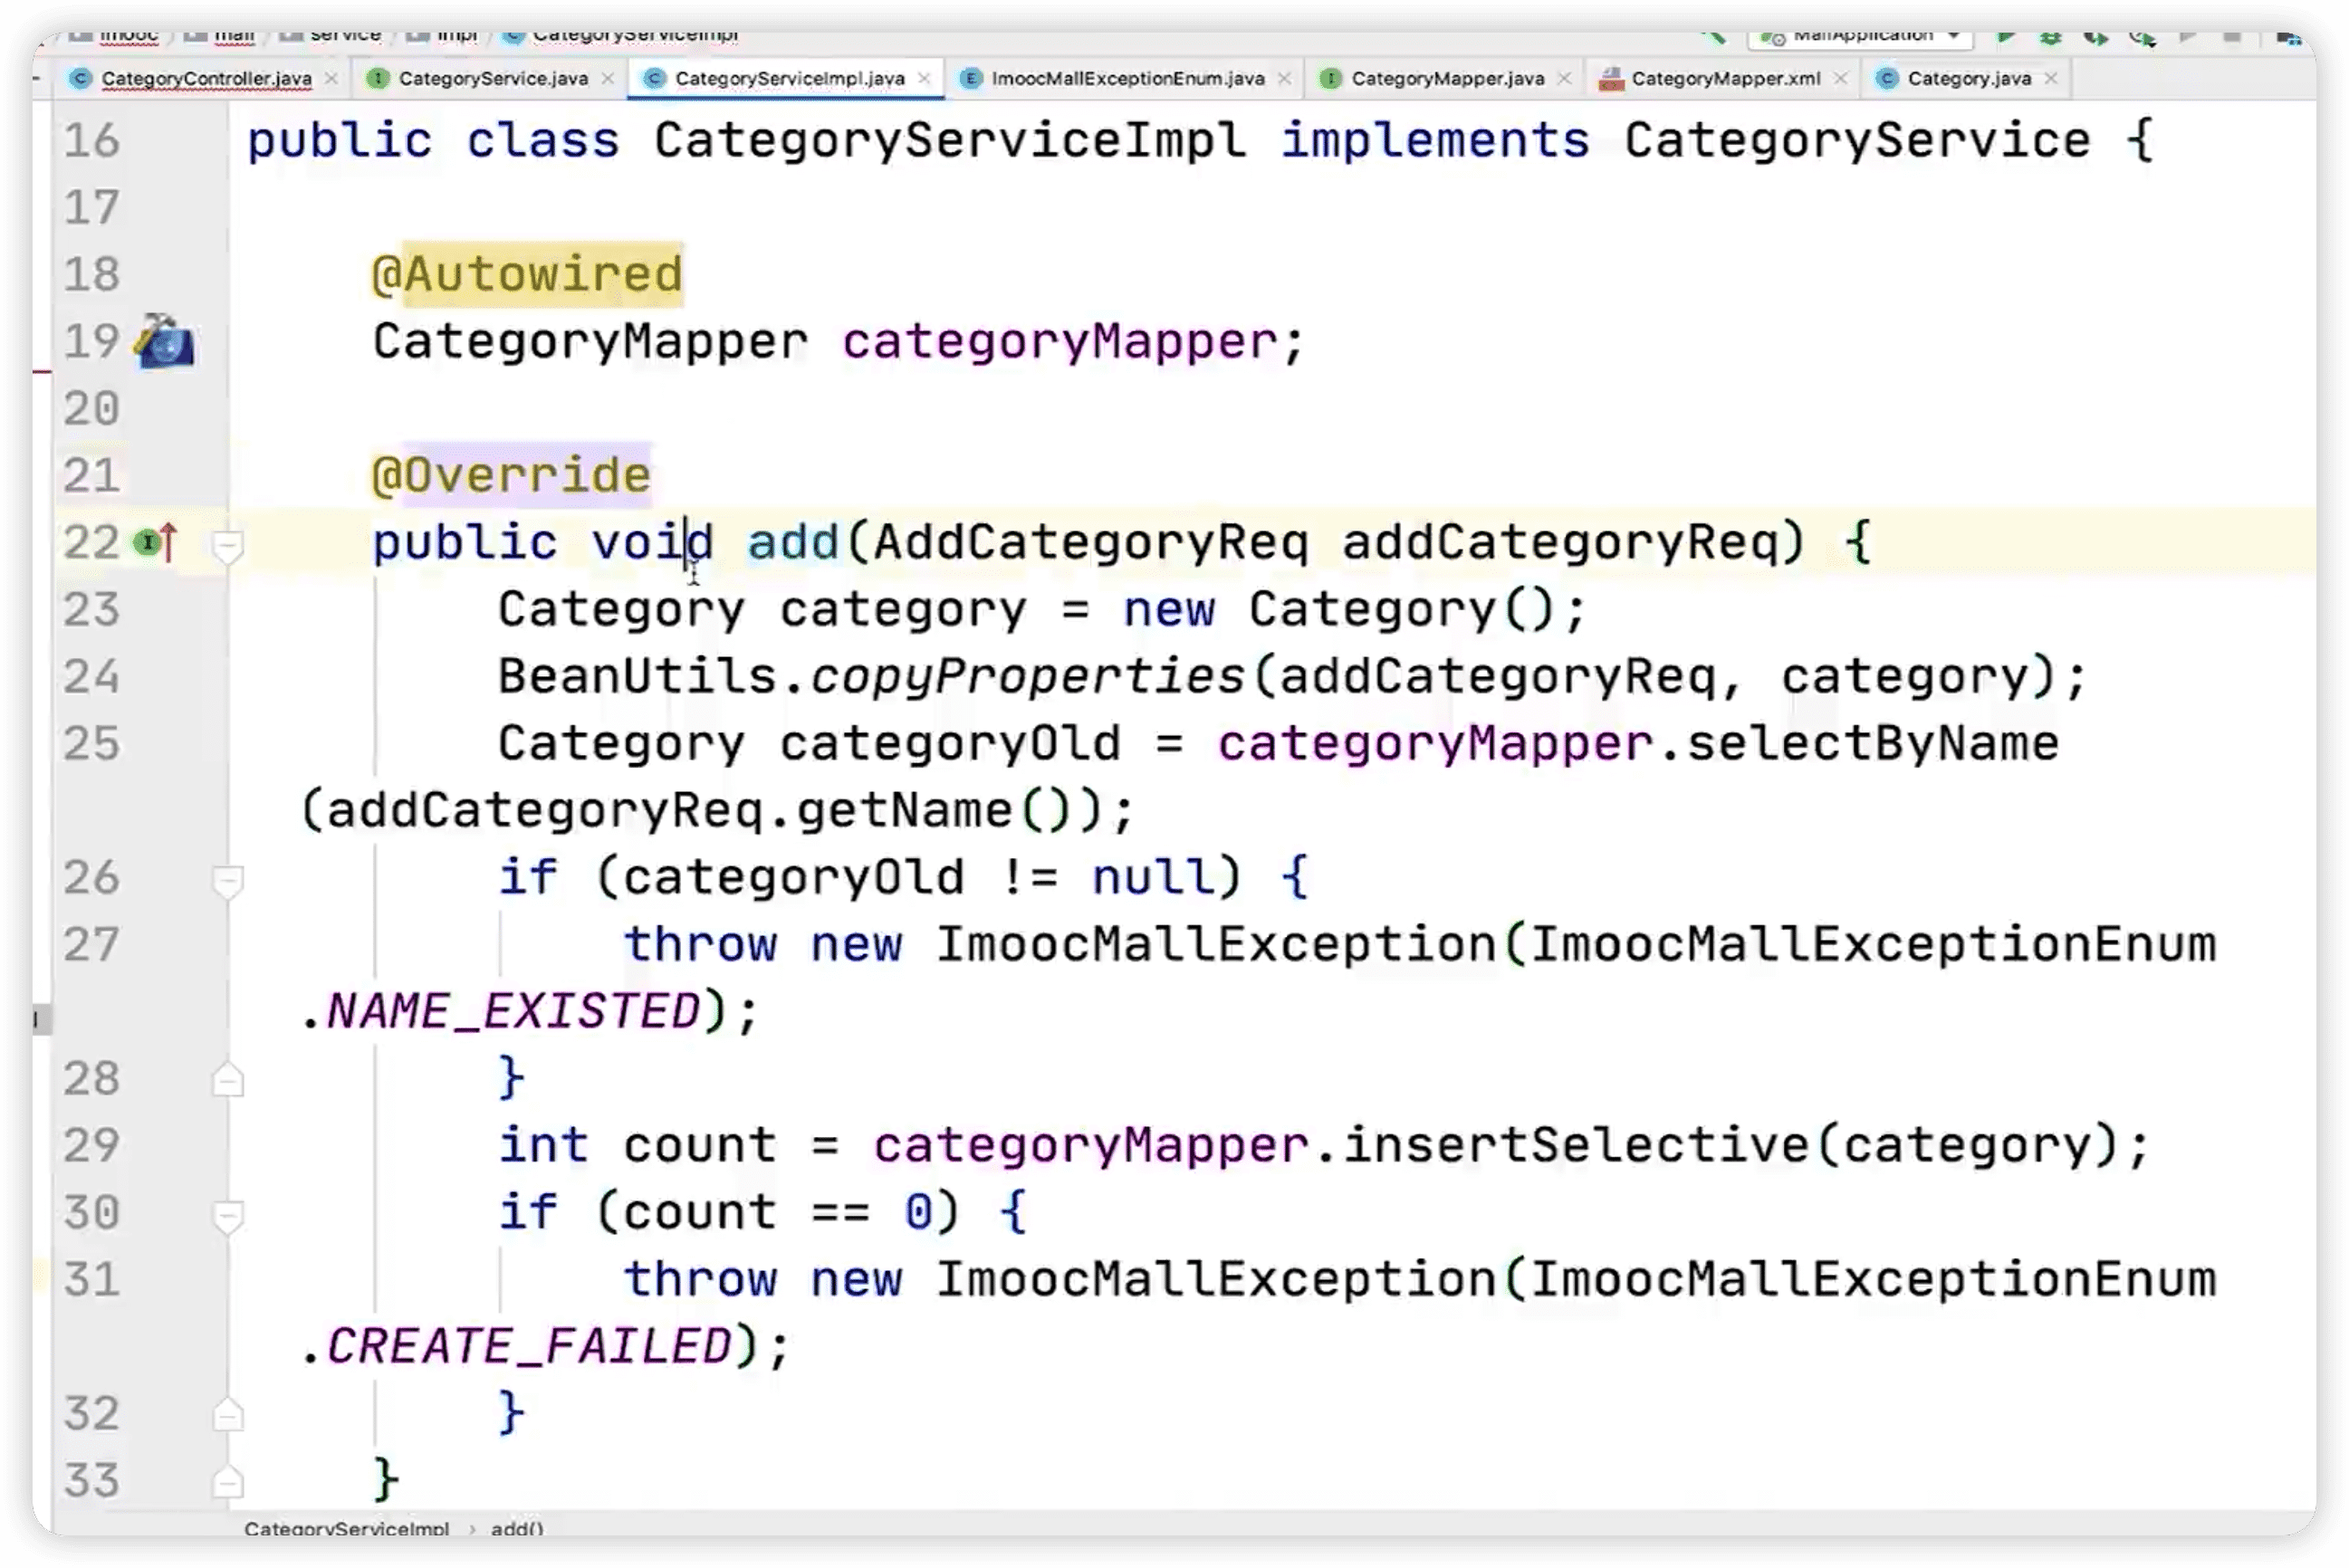 imooc mall service impl CategoryServiceImpl MallApplication
CategoryController.java CategoryService.java CategoryServiceImpl.java ImoocMallExceptionEnum.java CategoryMapper.java CategoryMapper.xml Category.java
16 public class CategoryServiceImpl implements CategoryService {
17
18 @Autowired
19 CategoryMapper categoryMapper;
20
21 @Override
22 public void add(AddCategoryReq addCategoryReq) {
23 Category category = new Category();
24 BeanUtils.copyProperties(addCategoryReq, category);
25 Category categoryOld = categoryMapper.selectByName
(addCategoryReq.getName());
26 if (categoryOld != null) {
27 throw new ImoocMallException(ImoocMallExceptionEnum
.NAME_EXISTED);
28 }
29 int count = categoryMapper.insertSelective(category);
30 if (count == 0) {
31 throw new ImoocMallException(ImoocMallExceptionEnum
.CREATE_FAILED);
32 }
33 }
CategoryServiceImpl › add()